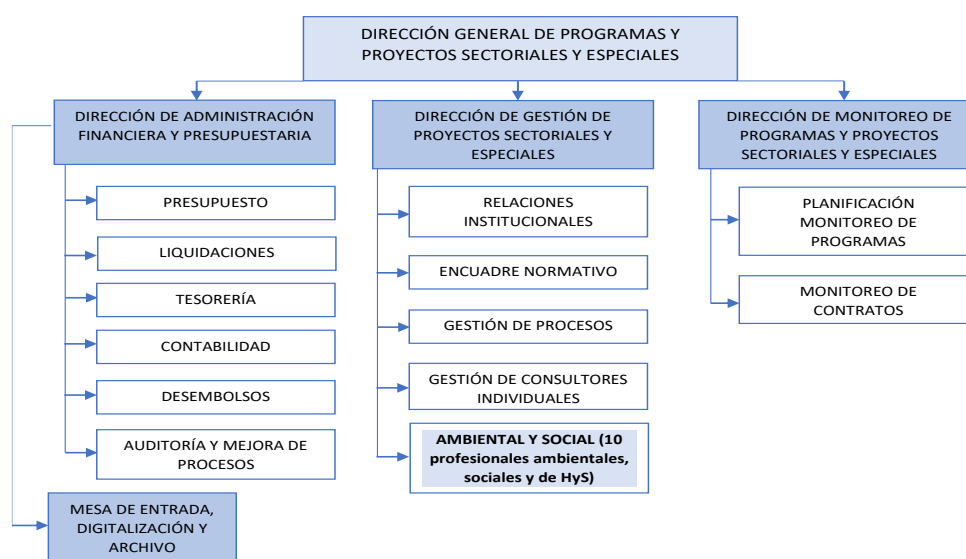 DIRECCIÓN GENERAL DE PROGRAMAS Y
PROYECTOS SECTORIALES Y ESPECIALES
DIRECCIÓN DE ADMINISTRACIÓN
FINANCIERA Y PRESUPUESTARIA
PRESUPUESTO
LIQUIDACIONES
TESORERÍA
CONTABILIDAD
DESEMBOLSOS
AUDITORÍA Y MEJORA DE
PROCESOS
MESA DE ENTRADA,
DIGITALIZACIÓN Y
ARCHIVO
DIRECCIÓN DE GESTIÓN DE
PROYECTOS SECTORIALES Y
ESPECIALES
RELACIONES
INSTITUCIONALES
ENCUADRE NORMATIVO
GESTIÓN DE PROCESOS
GESTIÓN DE CONSULTORES
INDIVIDUALES
AMBIENTAL Y SOCIAL (10
profesionales ambientales,
sociales y de HyS)
DIRECCIÓN DE MONITOREO DE
PROGRAMAS Y PROYECTOS
SECTORIALES Y ESPECIALES
PLANIFICACIÓN
MONITOREO DE
PROGRAMAS
MONITOREO DE
CONTRATOS